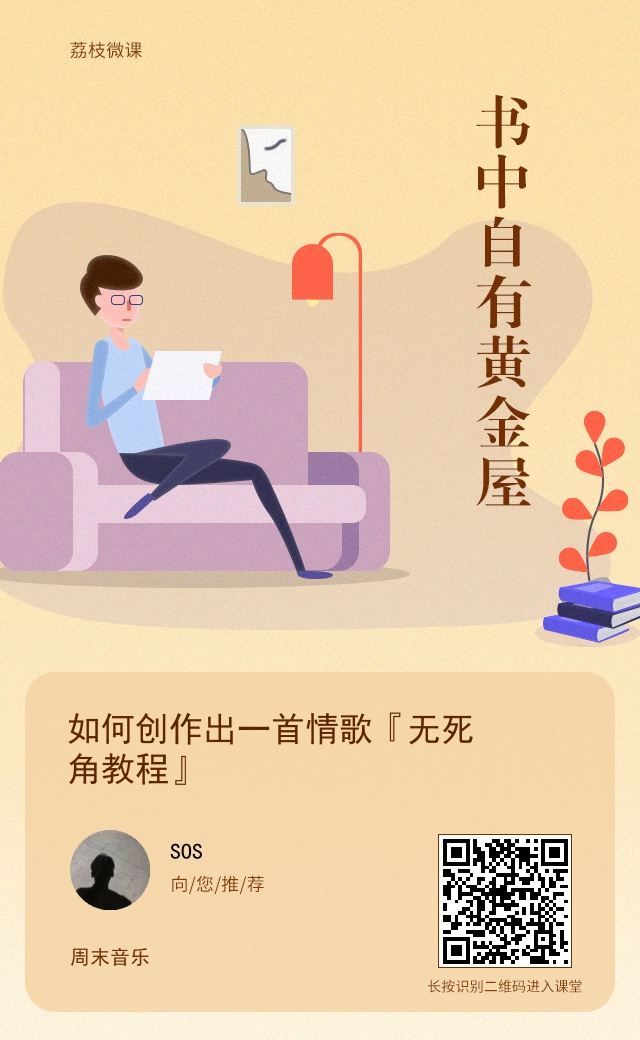 荔枝微课
书中自有黄金屋
如何创作出一首情歌『无死
角教程』
SOS
向/您/推/荐
周末音乐
长按识别二维码进入课堂